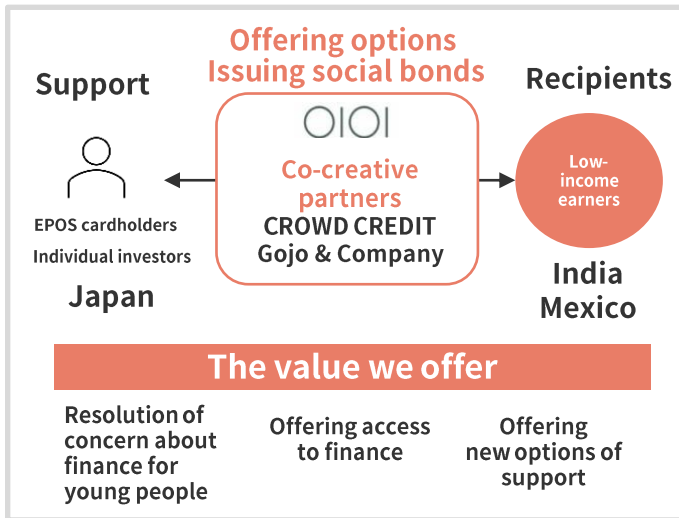 Offering options
Issuing social bonds
Support
Recipients
OIOI
Co-creative
partners
CROWD CREDIT
Gojo & Company
Low-
income
earners
EPOS cardholders
Individual investors
Japan
India
Mexico
The value we offer
Resolution of
concern about
finance for
young people
Offering access
to finance
Offering
new options of
support